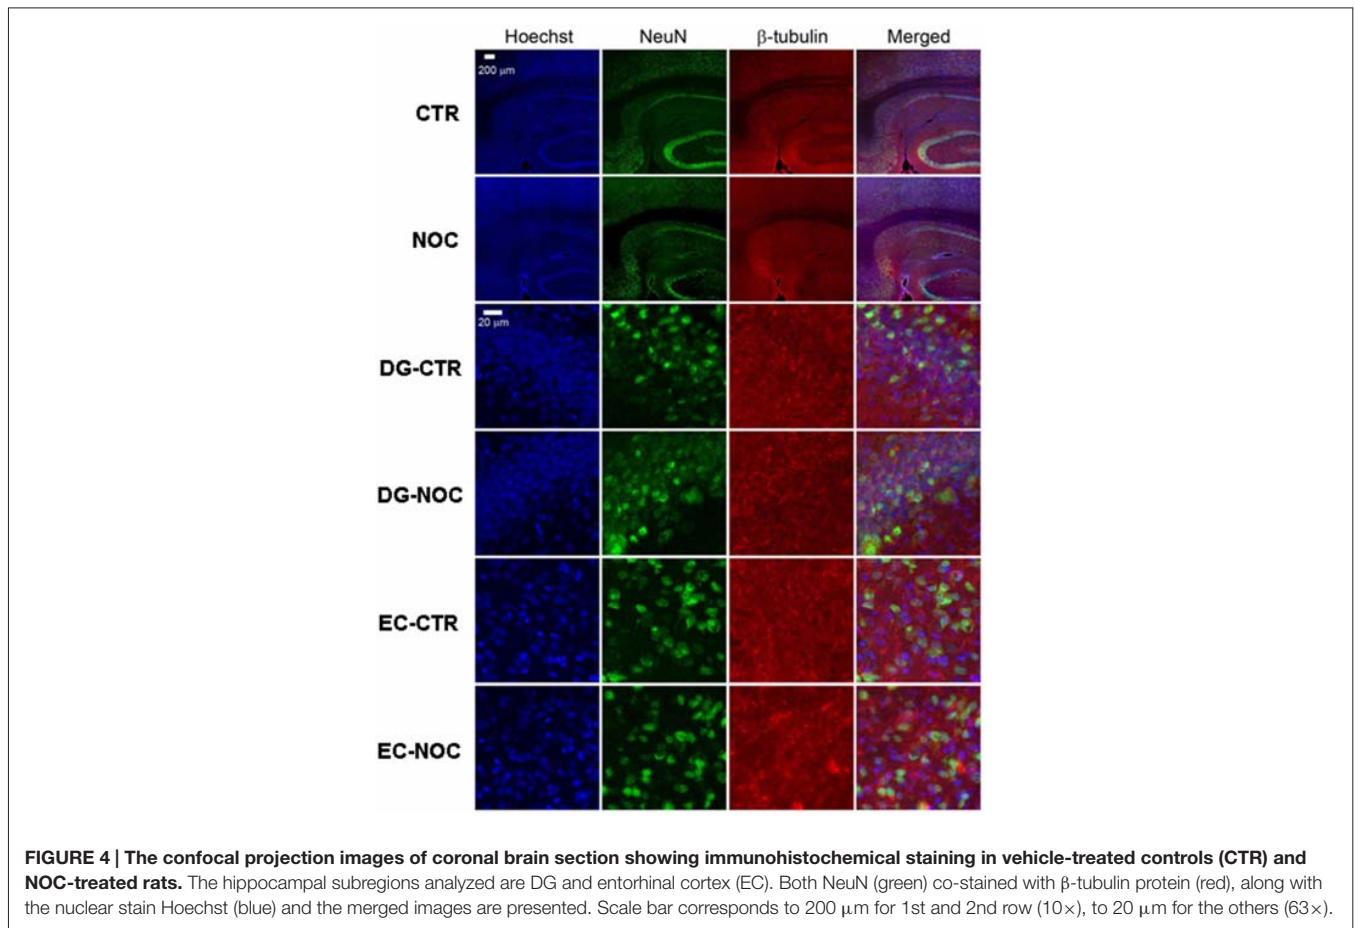 Hoechst NeuN β-tubulin Merged
200 μm
CTR
NOC
20 μm
DG-CTR
DG-NOC
EC-CTR
EC-NOC
FIGURE 4 | The confocal projection images of coronal brain section showing immunohistochemical staining in vehicle-treated controls (CTR) and
NOC-treated rats. The hippocampal subregions analyzed are DG and entorhinal cortex (EC). Both NeuN (green) co-stained with β-tubulin protein (red), along with
the nuclear stain Hoechst (blue) and the merged images are presented. Scale bar corresponds to 200 μm for 1st and 2nd row (10×), to 20 μm for the others (63×).